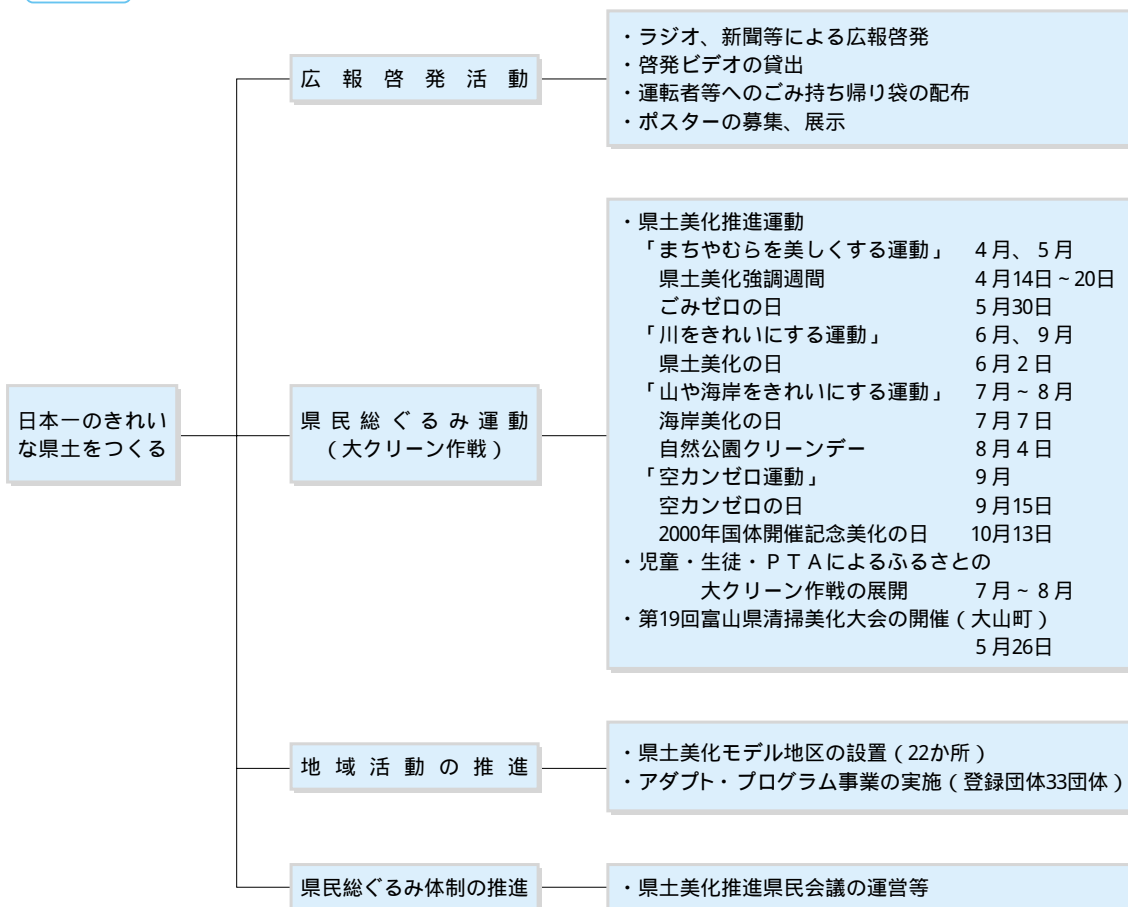 広報啓発活動
・ラジオ、新聞等による広報啓発
・啓発ビデオの貸出
・運転者等へのごみ持ち帰り袋の配布
・ポスターの募集、展示
日本一のきれい
な県土をつくる
県民総ぐるみ運動
（大クリーン作戦）
・県土美化推進運動
「まちやむらを美しくする運動」　4月、5月
県土美化強調週間　4月14日~20日
ごみゼロの日　5月30日
「川をきれいにする運動」　6月、9月
県土美化の日　6月2日
「山や海岸をきれいにする運動」　7月~8月
海岸美化の日　7月7日
自然公園クリーンデー　8月4日
「空カンゼロ運動」　9月
空カンゼロの日　9月15日
2000年国体開催記念美化の日　10月13日
・児童・生徒・ＰＴＡによるふるさとの
大クリーン作戦の展開　7月~8月
・第19回富山県清掃美化大会の開催（大山町）
5月26日
地域活動の推進
・県土美化モデル地区の設置（22か所）
・アダプト・プログラム事業の実施（登録団体33団体）
県民総ぐるみ体制の推進
・県土美化推進県民会議の運営等